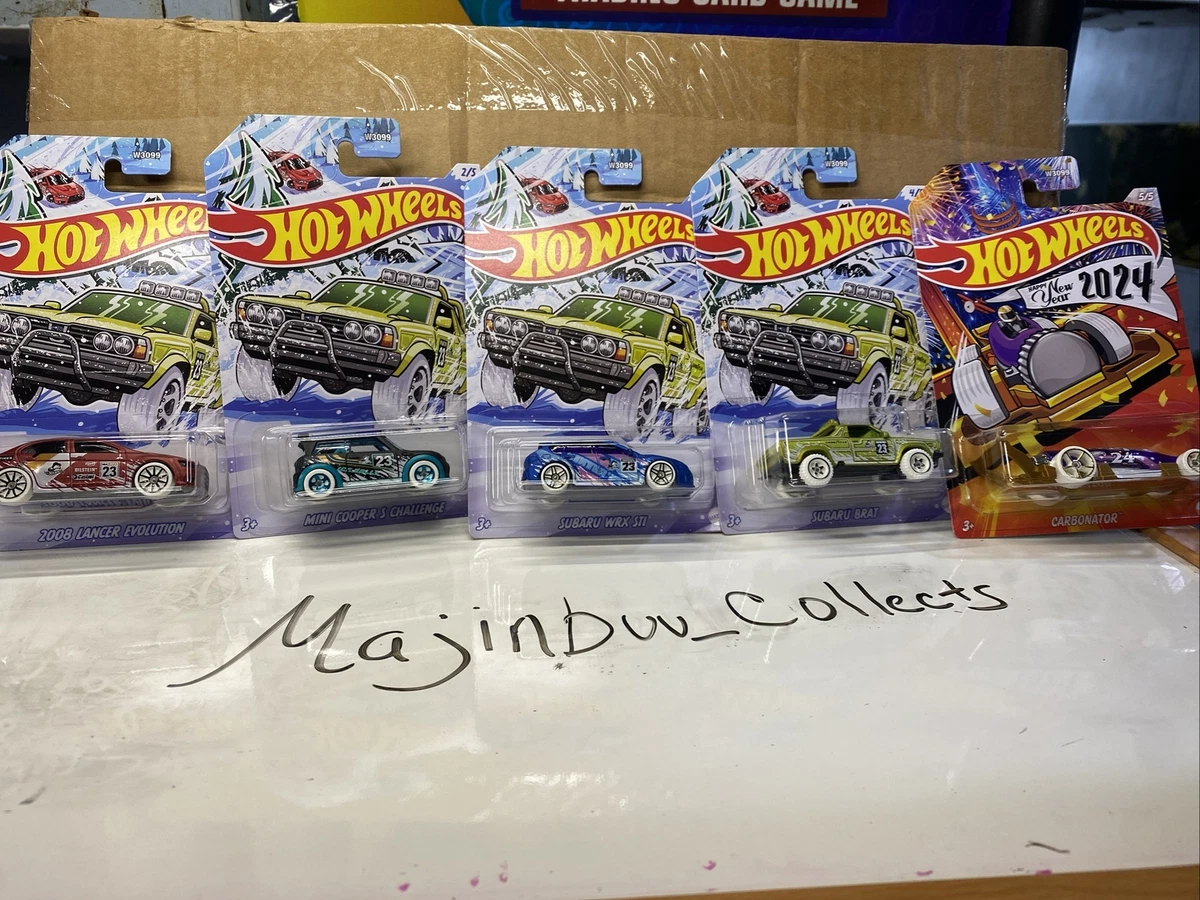 TRADING CARD GAME
W3099
HOT WHEELS
23
2008 LANCER EVOLUTION
W3099
2/5
HOT WHEELS
23
3+
MINI COOPER S CHALLENGE
W3099
HOT WHEELS
23
3+
SUBARU WRX STI
W3099
HOT WHEELS
23
3+
SUBARU BRAT
W3099
5/5
HOT WHEELS
HAPPY
New
Year
2024
24
3+
CARBONATOR
MajinBuu_Collects